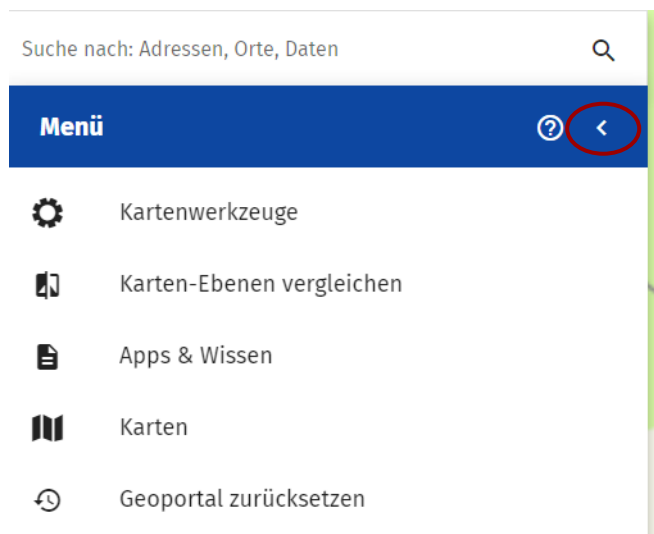 Suche nach: Adressen, Orte, Daten
Menü
Kartenwerkzeuge
Karten-Ebenen vergleichen
Apps & Wissen
Karten
Geoportal zurücksetzen